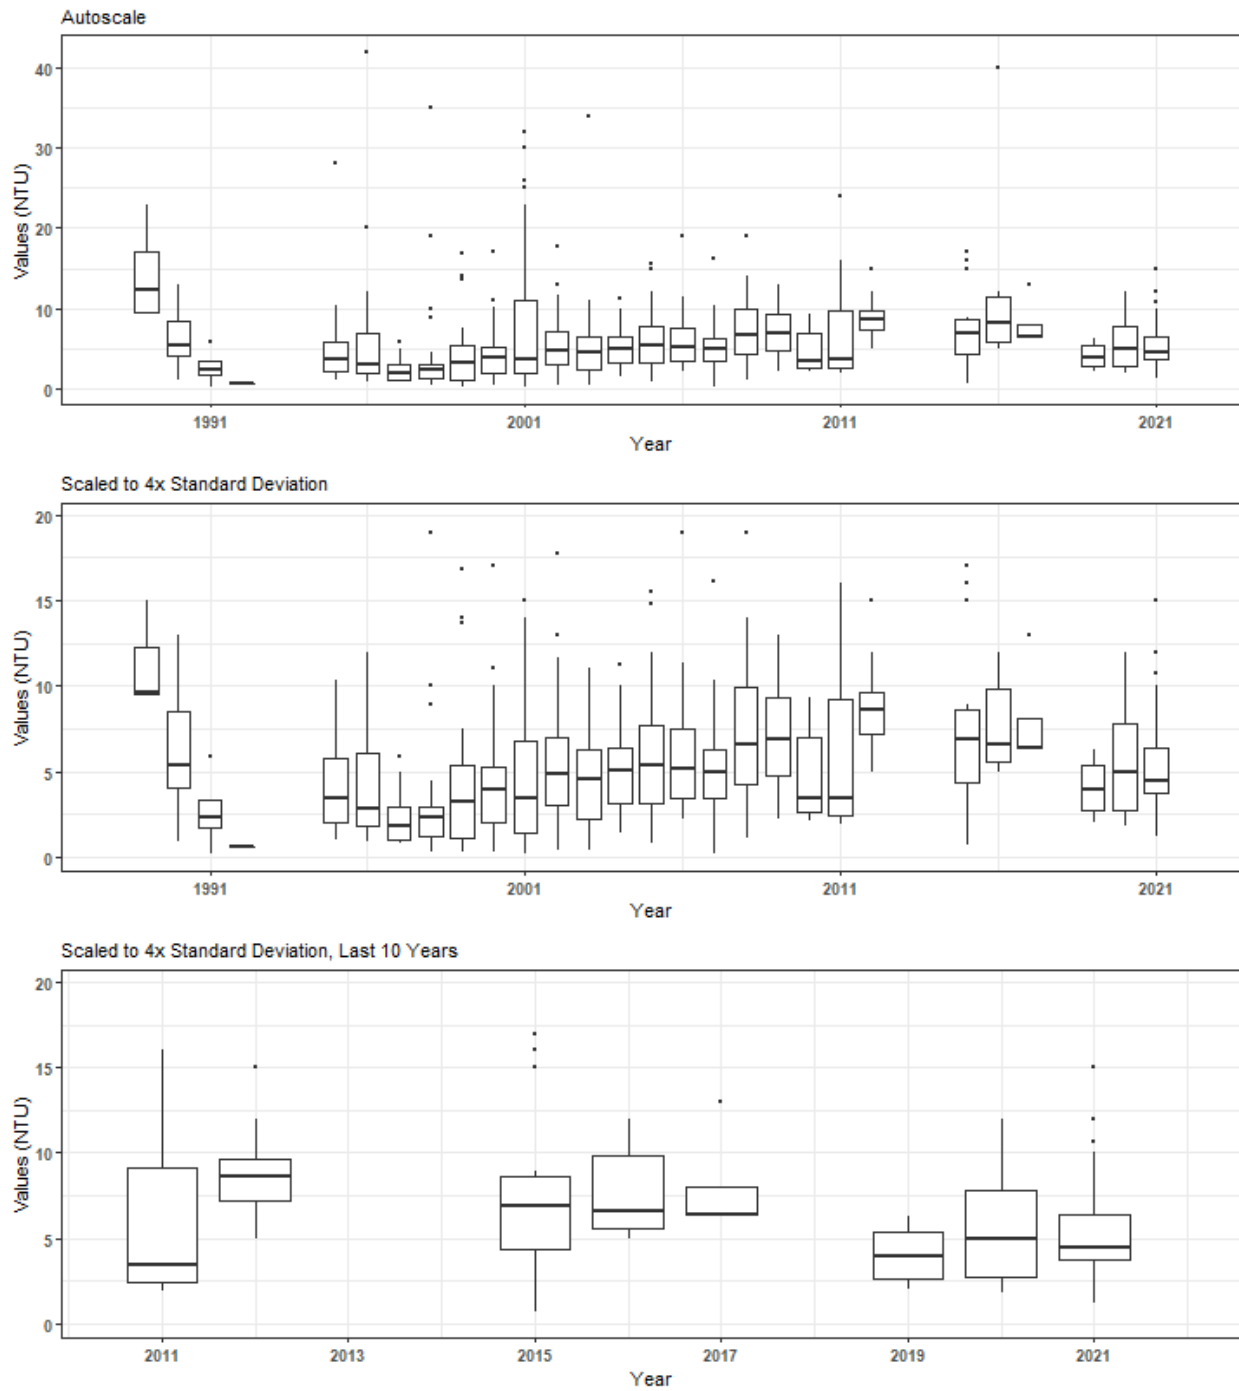 Autoscale
40
30
20
10
0
Values (NTU)
1991 2001 2011 2021
Year
Scaled to 4x Standard Deviation
20
15
10
5
0
Values (NTU)
1991 2001 2011 2021
Year
Scaled to 4x Standard Deviation, Last 10 Years
20
15
10
5
0
Values (NTU)
2011 2013 2015 2017 2019 2021
Year